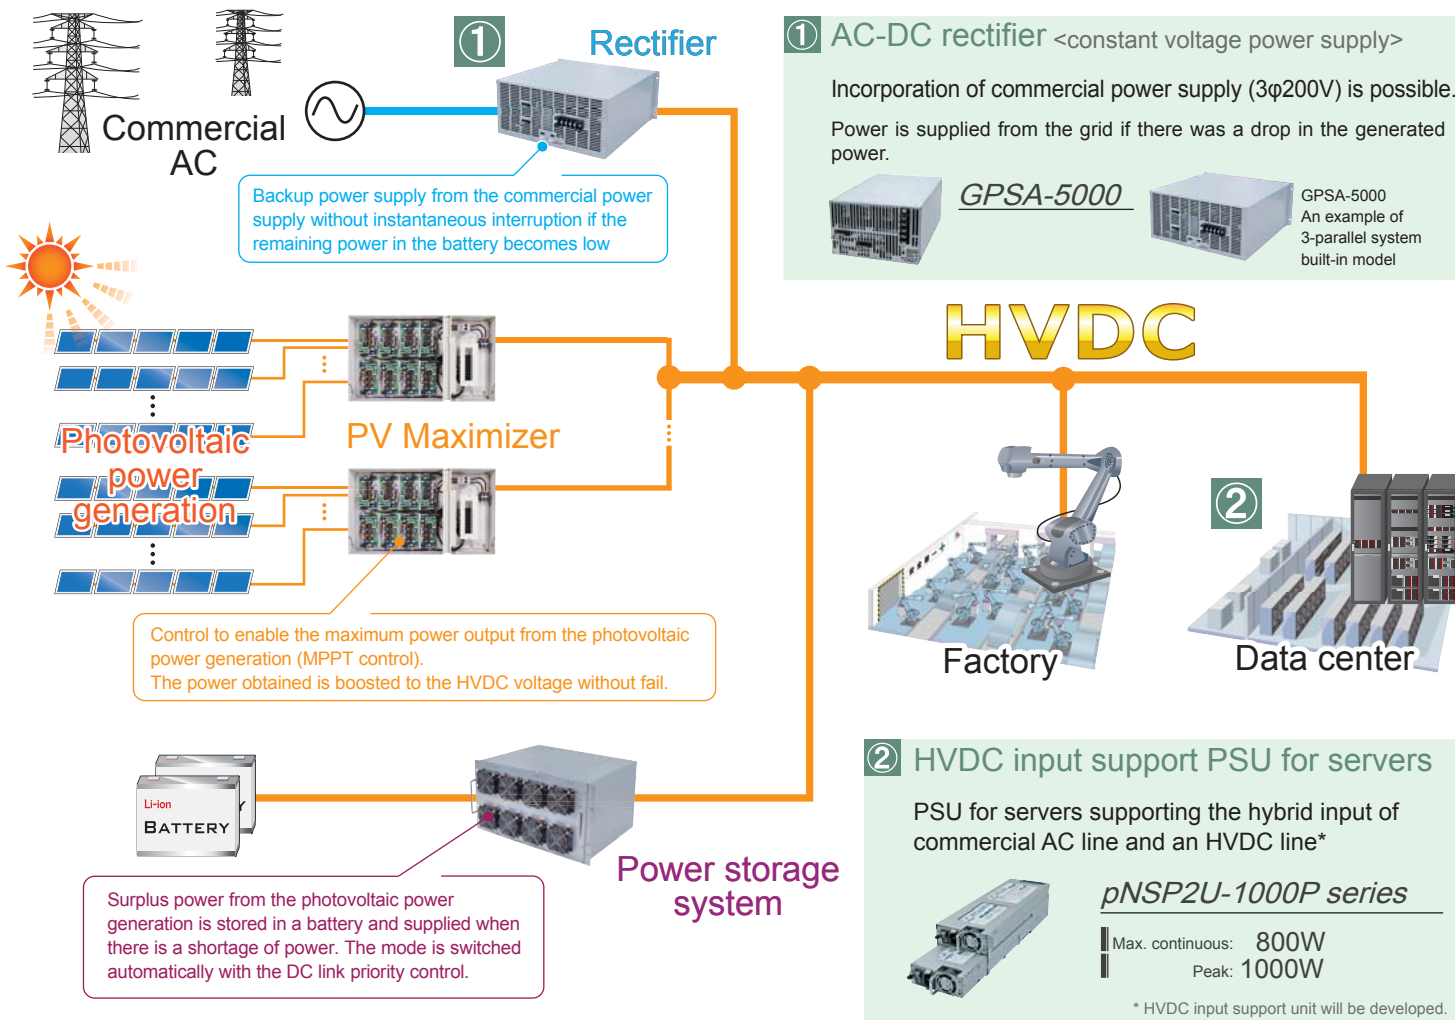 ①
Rectifier
Commercial
AC
Backup power supply from the commercial power
supply without instantaneous interruption if the
remaining power in the battery becomes low
① AC-DC rectifier <constant voltage power supply>
Incorporation of commercial power supply (3φ200V) is possible.
Power is supplied from the grid if there was a drop in the generated
power.
GPSA-5000
GPSA-5000
An example of
3-parallel system
built-in model
HVDC
Photovoltaic
power
generation
PV Maximizer
Control to enable the maximum power output from the photovoltaic
power generation (MPPT control).
The power obtained is boosted to the HVDC voltage without fail.
②
Factory
Data center
Li-ion
BATTERY
Y
Power storage
system
Surplus power from the photovoltaic power
generation is stored in a battery and supplied when
there is a shortage of power. The mode is switched
automatically with the DC link priority control.
② HVDC input support PSU for servers
PSU for servers supporting the hybrid input of
commercial AC line and an HVDC line*
pNSP2U-1000P series
Max. continuous: 800W
Peak: 1000W
* HVDC input support unit will be developed.